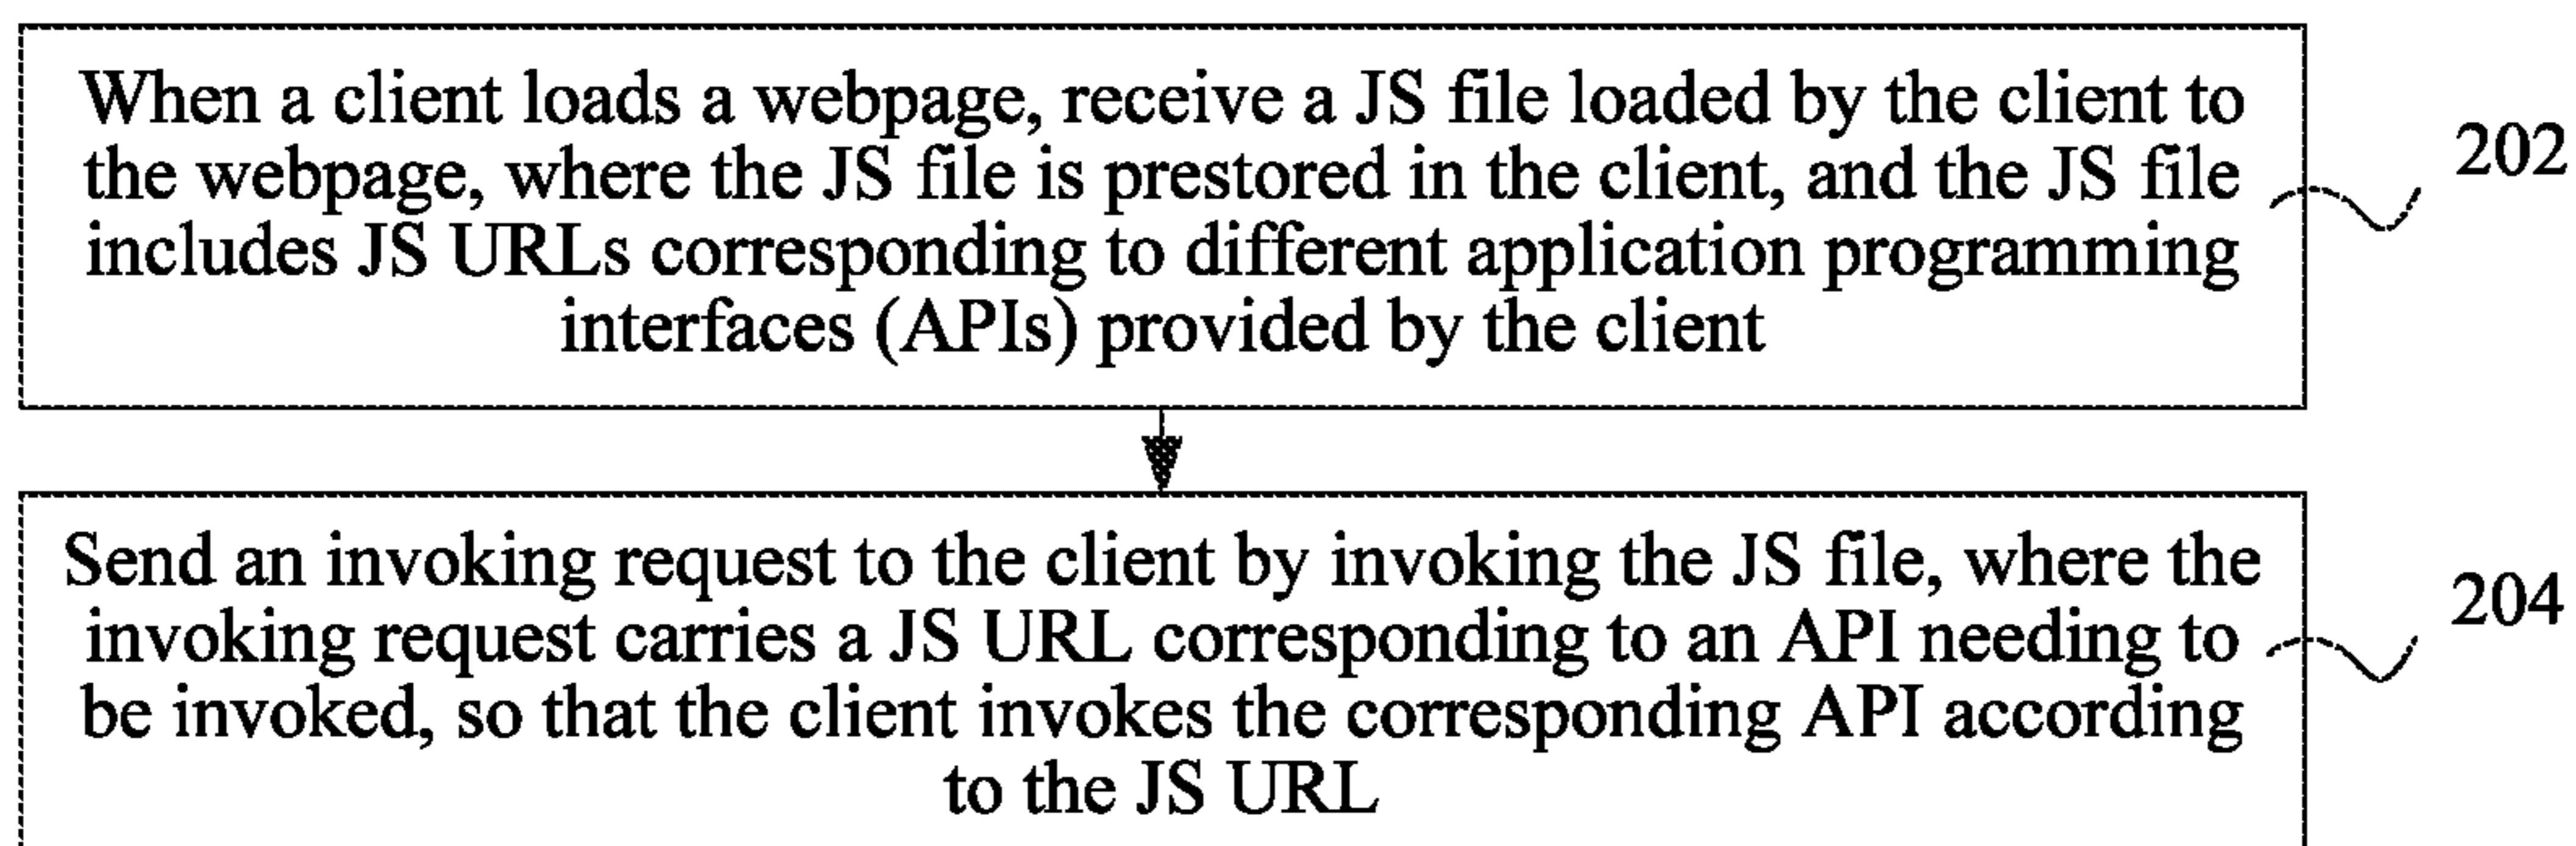 When a client loads a webpage, receive a JS file loaded by the client to
the webpage, where the JS file is prestored in the client, and the JS file
includes JS URLs corresponding to different application programming
interfaces (APIs) provided by the client
202
Send an invoking request to the client by invoking the JS file, where the
invoking request carries a JS URL corresponding to an API needing to
be invoked, so that the client invokes the corresponding API according
to the JS URL
204